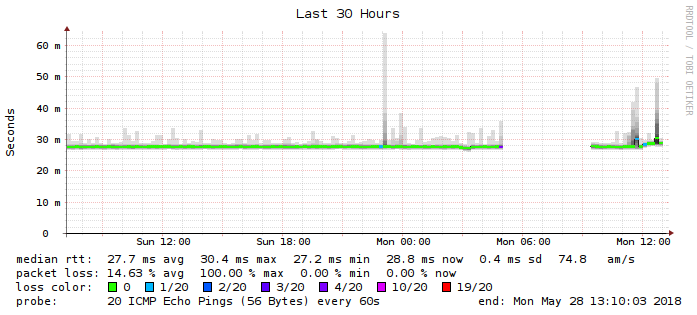 Last 30 Hours
RRDTOOL / TOBI OETIKER
Seconds
60 m
50 m
40 m
30 m
20 m
10 m
0
Sun 12:00 Sun 18:00 Mon 00:00 Mon 06:00 Mon 12:00
median rtt: 27.7 ms avg 30.4 ms max 27.2 ms min 28.8 ms now 0.4 ms sd 74.8 am/s
packet loss: 14.63 % avg 100.00 % max 0.00 % min 0.00 % now
loss color: 0 1/20 2/20 3/20 4/20 10/20 19/20
probe: 20 ICMP Echo Pings (56 Bytes) every 60s end: Mon May 28 13:10:03 2018